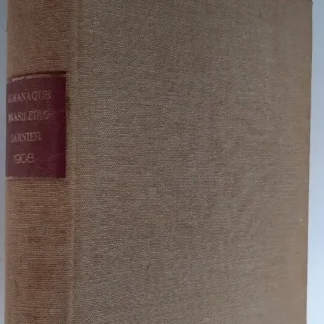 ALMANAQUE
BRASILEIRO
GARNIER
1908